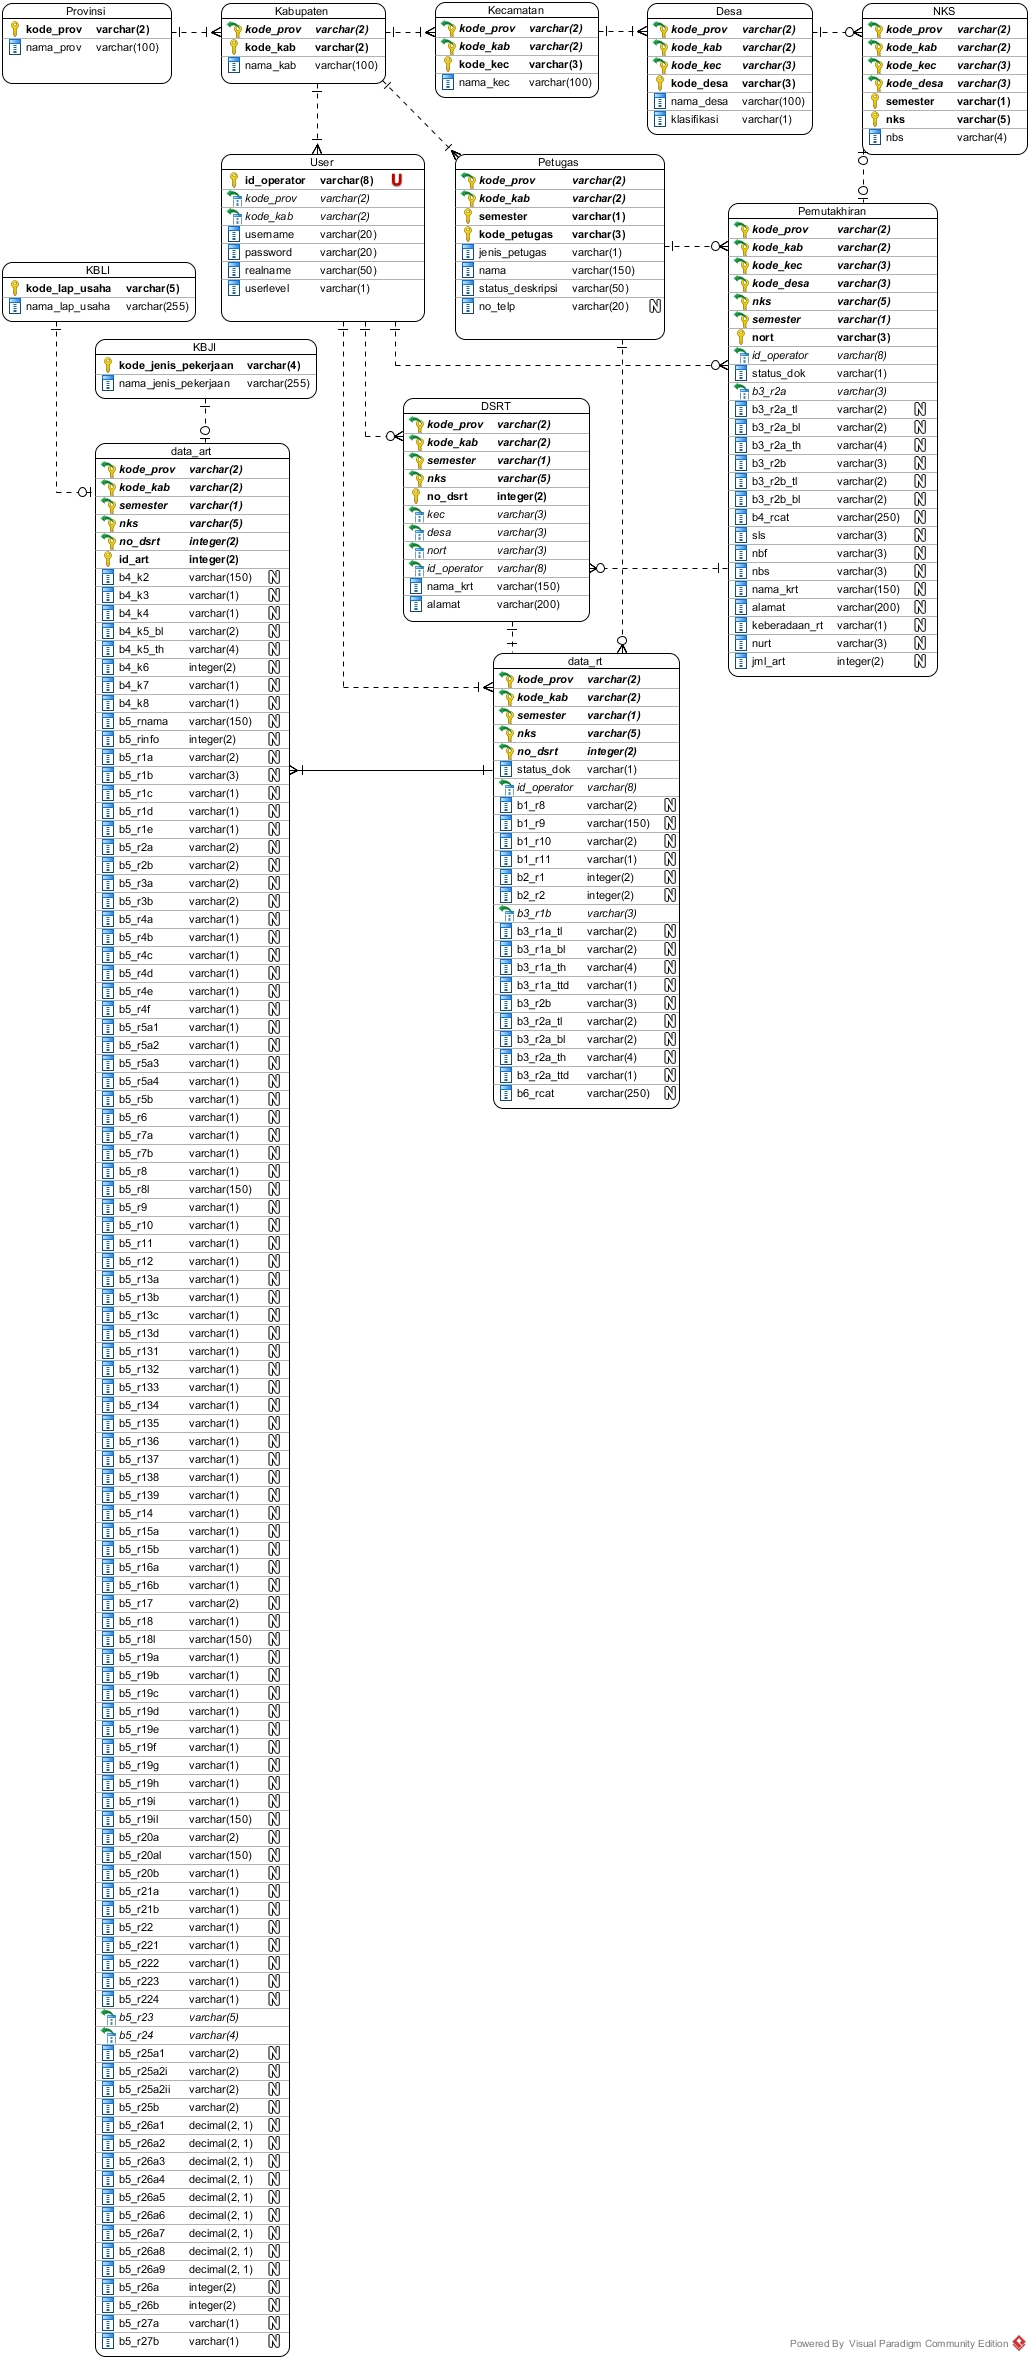 Provinsi
kode_prov varchar(2)
nama_prov varchar(100)
Kabupaten
kode_prov varchar(2)
kode_kab varchar(2)
nama_kab varchar(100)
Kecamatan
kode_prov varchar(2)
kode_kab varchar(2)
kode_kec varchar(3)
nama_kec varchar(100)
Desa
kode_prov varchar(2)
kode_kab varchar(2)
kode_kec varchar(3)
kode_desa varchar(3)
nama_desa varchar(100)
klasifikasi varchar(1)
NKS
kode_prov varchar(2)
kode_kab varchar(2)
kode_kec varchar(3)
kode_desa varchar(3)
semester varchar(1)
nks varchar(5)
nbs varchar(4)
User
id_operator varchar(8) U
kode_prov varchar(2)
kode_kab varchar(2)
username varchar(20)
password varchar(20)
realname varchar(50)
userlevel varchar(1)
Petugas
kode_prov varchar(2)
kode_kab varchar(2)
semester varchar(1)
kode_petugas varchar(3)
jenis_petugas varchar(1)
nama varchar(150)
status_deskripsi varchar(50)
no_telp varchar(20) N
Pemutakhiran
kode_prov varchar(2)
kode_kab varchar(2)
kode_kec varchar(3)
kode_desa varchar(3)
nks varchar(5)
semester varchar(1)
nort varchar(3)
id_operator varchar(8)
status_dok varchar(1)
b3_r2a varchar(3)
b3_r2a_tl varchar(2) N
b3_r2a_bl varchar(2) N
b3_r2a_th varchar(4) N
b3_r2b varchar(3) N
b3_r2b_tl varchar(2) N
b3_r2b_bl varchar(2) N
b4_rcat varchar(250) N
sls varchar(3) N
nbf varchar(3) N
nbs varchar(3) N
nama_krt varchar(150) N
alamat varchar(200) N
keberadaan_rt varchar(1) N
nurt varchar(3) N
jml_art integer(2) N
KBLI
kode_lap_usaha varchar(5)
nama_lap_usaha varchar(255)
KBJI
kode_jenis_pekerjaan varchar(4)
nama_jenis_pekerjaan varchar(255)
DSRT
kode_prov varchar(2)
kode_kab varchar(2)
semester varchar(1)
nks varchar(5)
no_dsrt integer(2)
kec varchar(3)
desa varchar(3)
nort varchar(3)
id_operator varchar(8)
nama_krt varchar(150)
alamat varchar(200)
data_rt
kode_prov varchar(2)
kode_kab varchar(2)
semester varchar(1)
nks varchar(5)
no_dsrt integer(2)
status_dok varchar(1)
id_operator varchar(8)
b1_r8 varchar(2) N
b1_r9 varchar(150) N
b1_r10 varchar(2) N
b1_r11 varchar(1) N
b2_r1 integer(2) N
b2_r2 integer(2) N
b3_r1b varchar(3)
b3_r1a_tl varchar(2) N
b3_r1a_bl varchar(2) N
b3_r1a_th varchar(4) N
b3_r1a_ttd varchar(1) N
b3_r2b varchar(3) N
b3_r2a_tl varchar(2) N
b3_r2a_bl varchar(2) N
b3_r2a_th varchar(4) N
b3_r2a_ttd varchar(1) N
b6_rcat varchar(250) N
data_art
kode_prov varchar(2)
kode_kab varchar(2)
semester varchar(1)
nks varchar(5)
no_dsrt integer(2)
id_art integer(2)
b4_k2 varchar(150) N
b4_k3 varchar(1) N
b4_k4 varchar(1) N
b4_k5_bl varchar(2) N
b4_k5_th varchar(4) N
b4_k6 integer(2) N
b4_k7 varchar(1) N
b4_k8 varchar(1) N
b5_rnama varchar(150) N
b5_rinfo integer(2) N
b5_r1a varchar(2) N
b5_r1b varchar(3) N
b5_r1c varchar(1) N
b5_r1d varchar(1) N
b5_r1e varchar(1) N
b5_r2a varchar(2) N
b5_r2b varchar(2) N
b5_r3a varchar(2) N
b5_r3b varchar(2) N
b5_r4a varchar(1) N
b5_r4b varchar(1) N
b5_r4c varchar(1) N
b5_r4d varchar(1) N
b5_r4e varchar(1) N
b5_r4f varchar(1) N
b5_r5a1 varchar(1) N
b5_r5a2 varchar(1) N
b5_r5a3 varchar(1) N
b5_r5a4 varchar(1) N
b5_r5b varchar(1) N
b5_r6 varchar(1) N
b5_r7a varchar(1) N
b5_r7b varchar(1) N
b5_r8 varchar(1) N
b5_r8l varchar(150) N
b5_r9 varchar(1) N
b5_r10 varchar(1) N
b5_r11 varchar(1) N
b5_r12 varchar(1) N
b5_r13a varchar(1) N
b5_r13b varchar(1) N
b5_r13c varchar(1) N
b5_r13d varchar(1) N
b5_r131 varchar(1) N
b5_r132 varchar(1) N
b5_r133 varchar(1) N
b5_r134 varchar(1) N
b5_r135 varchar(1) N
b5_r136 varchar(1) N
b5_r137 varchar(1) N
b5_r138 varchar(1) N
b5_r139 varchar(1) N
b5_r14 varchar(1) N
b5_r15a varchar(1) N
b5_r15b varchar(1) N
b5_r16a varchar(1) N
b5_r16b varchar(1) N
b5_r17 varchar(2) N
b5_r18 varchar(1) N
b5_r18l varchar(150) N
b5_r19a varchar(1) N
b5_r19b varchar(1) N
b5_r19c varchar(1) N
b5_r19d varchar(1) N
b5_r19e varchar(1) N
b5_r19f varchar(1) N
b5_r19g varchar(1) N
b5_r19h varchar(1) N
b5_r19i varchar(1) N
b5_r19il varchar(150) N
b5_r20a varchar(2) N
b5_r20al varchar(150) N
b5_r20b varchar(1) N
b5_r21a varchar(1) N
b5_r21b varchar(1) N
b5_r22 varchar(1) N
b5_r221 varchar(1) N
b5_r222 varchar(1) N
b5_r223 varchar(1) N
b5_r224 varchar(1) N
b5_r23 varchar(5)
b5_r24 varchar(4)
b5_r25a1 varchar(2) N
b5_r25a2i varchar(2) N
b5_r25a2ii varchar(2) N
b5_r25b varchar(2) N
b5_r26a1 decimal(2, 1) N
b5_r26a2 decimal(2, 1) N
b5_r26a3 decimal(2, 1) N
b5_r26a4 decimal(2, 1) N
b5_r26a5 decimal(2, 1) N
b5_r26a6 decimal(2, 1) N
b5_r26a7 decimal(2, 1) N
b5_r26a8 decimal(2, 1) N
b5_r26a9 decimal(2, 1) N
b5_r26a integer(2) N
b5_r26b integer(2) N
b5_r27a varchar(1) N
b5_r27b varchar(1) N
Powered By Visual Paradigm Community Edition